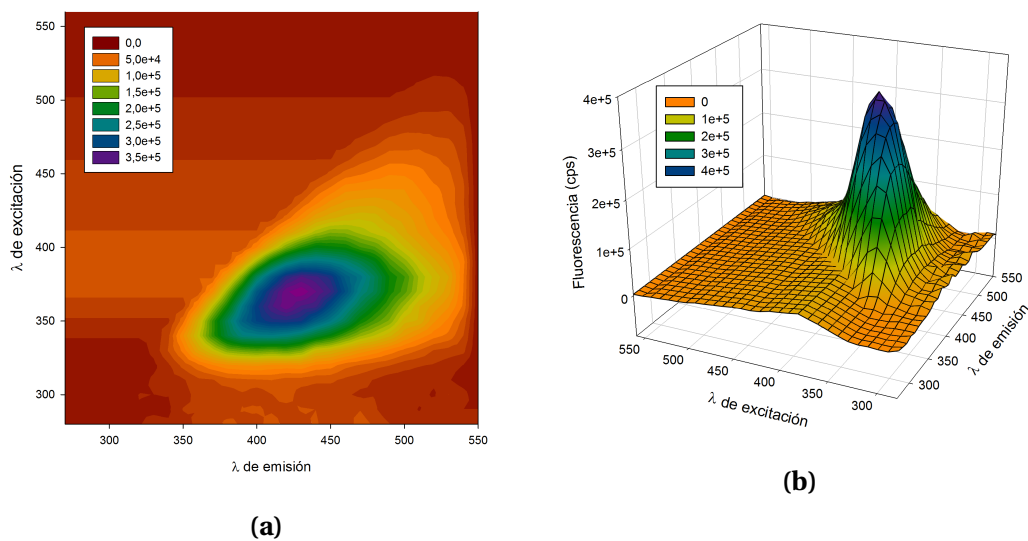 550
500
450
400
350
300
λ de excitación
0,0
5,0e+4
1,0e+5
1,5e+5
2,0e+5
2,5e+5
3,0e+5
3,5e+5
300
350
400
450
500
550
λ de emisión
(a)
4e+5
3e+5
2e+5
1e+5
0
Fluorescencia (cps)
0
1e+5
2e+5
3e+5
4e+5
550
500
450
400
350
300
λ de excitación
550
500
450
400
350
300
λ de emisión
(b)